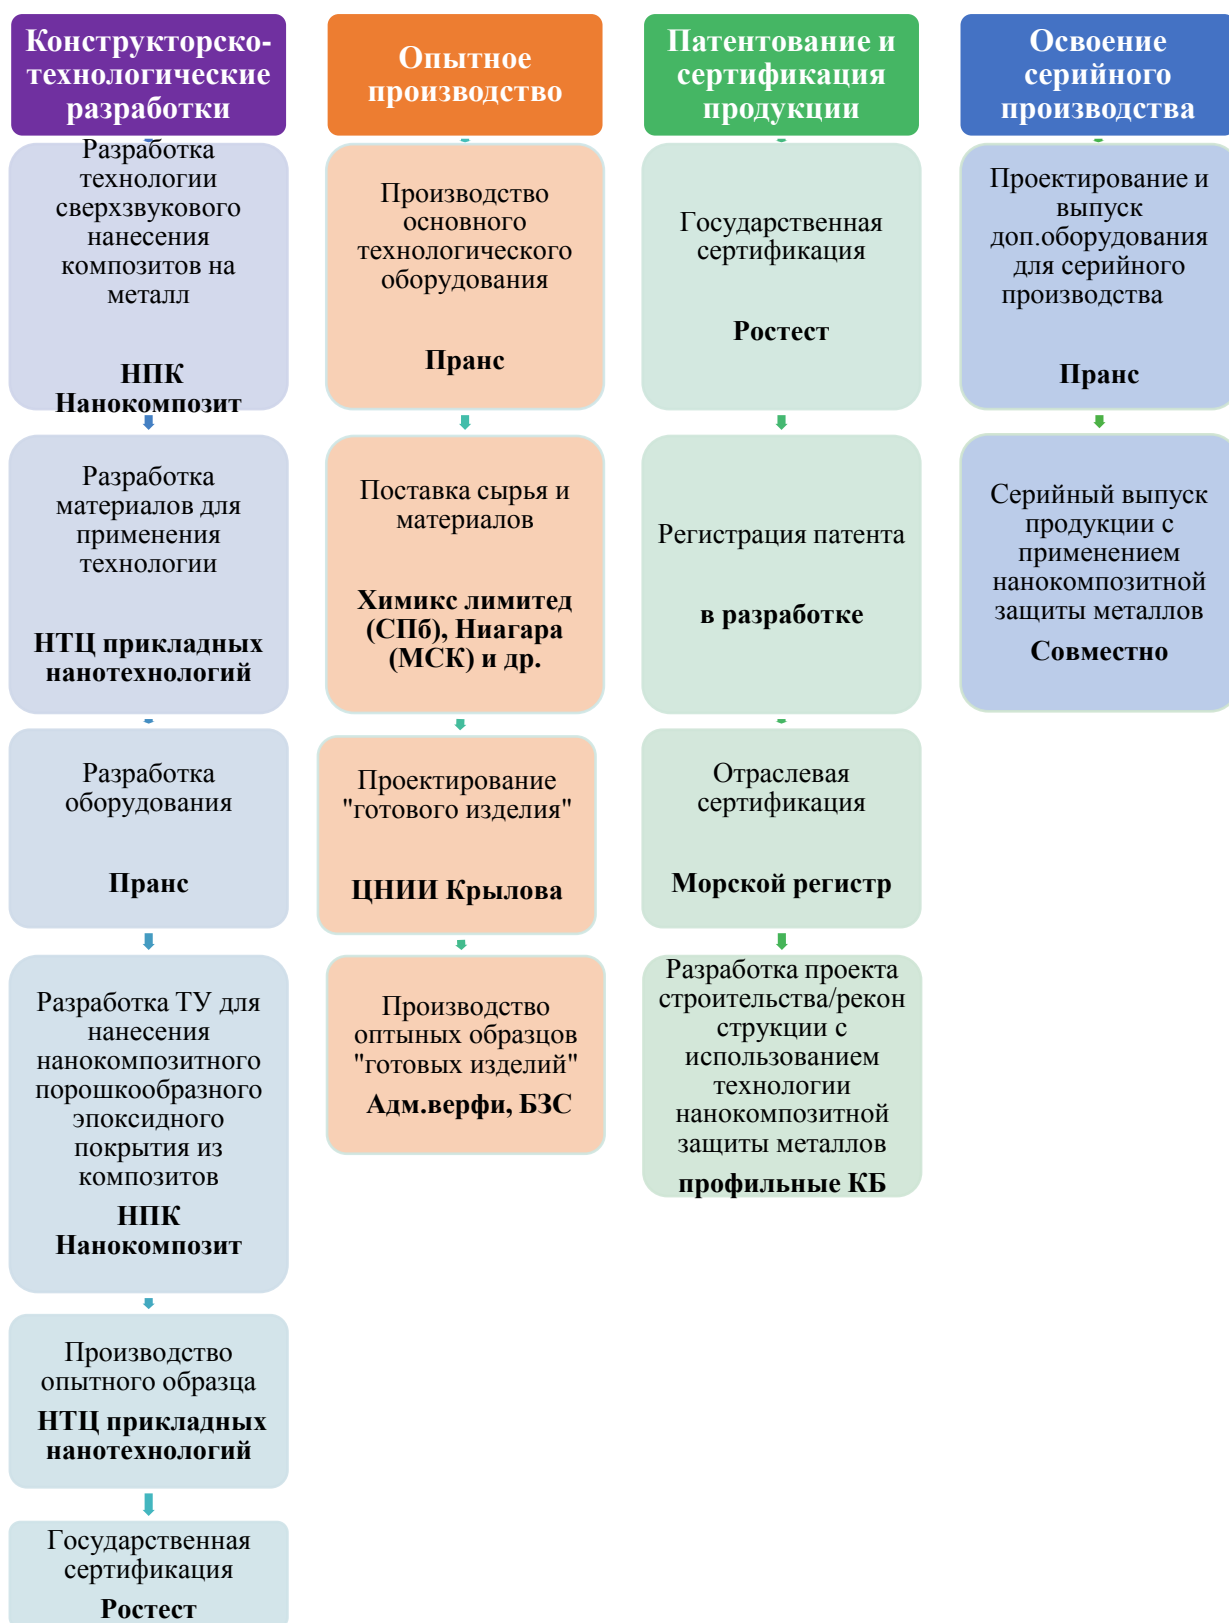 Конструкторско-
технологические
разработки
Разработка
технологии
сверхзвукового
нанесения
композитов на
металл
НПК
Нанокомпозит
Разработка
материалов для
применения
технологии
НТЦ прикладных
нанотехнологий
Разработка
оборудования
Пранс
Разработка ТУ для
нанесения
нанокомпозитного
порошкообразного
эпоксидного
покрытия из
композитов
НПК
Нанокомпозит
Производство
опытного образца
НТЦ прикладных
нанотехнологий
Государственная
сертификация
Ростест
Опытное
производство
Производство
основного
технологического
оборудования
Пранс
Поставка сырья и
материалов
Химикс лимитед
(СПб), Ниагара
(МСК) и др.
Проектирование
"готового изделия"
ЦНИИ Крылова
Производство
оптыных образцов
"готовых изделий"
Адм.верфи, БЗС
Патентование и
сертификация
продукции
Государственная
сертификация
Ростест
Регистрация патента
в разработке
Отраслевая
сертификация
Морской регистр
Разработка проекта
строительства/рекон
струкции с
использованием
технологии
нанокомпозитной
защиты металлов
профильные КБ
Освоение
серийного
производства
Проектирование и
выпуск
доп.оборудования
для серийного
производства
Пранс
Серийный выпуск
продукции с
применением
нанокомпозитной
защиты металлов
Совместно